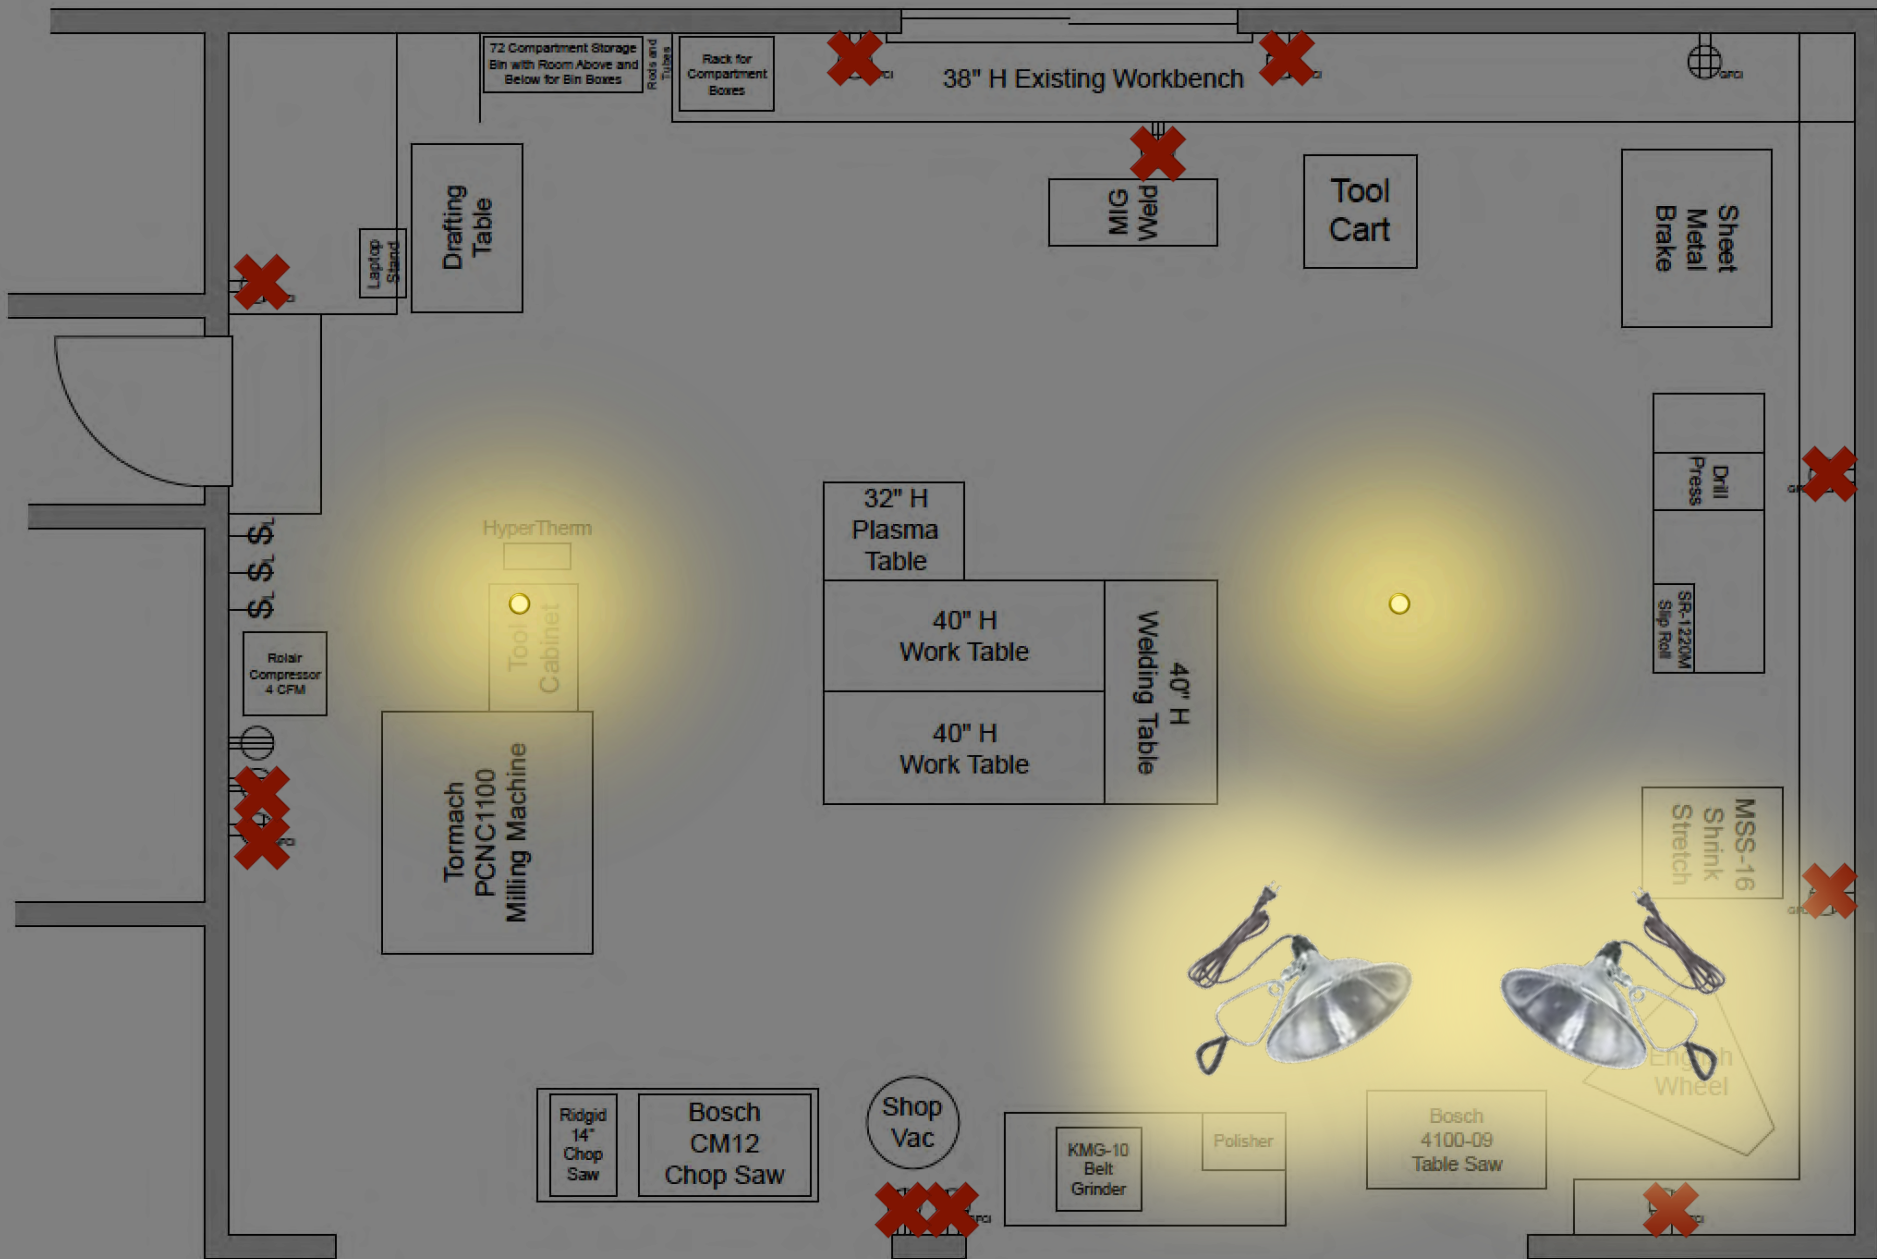 72 Compartment Storage
Bin with Room Above and
Below for Bin Boxes
Rods and
Tubes
Rack for
Compartment
Boxes
38" H Existing Workbench
GFCI
Drafting
Table
Laptop
Stand
MIG
Weld
Tool
Cart
Sheet
Metal
Brake
Drill
Press
SR-1220M
Slip Roll
HyperTherm
Tool
Cabinet
32" H
Plasma
Table
40" H
Work Table
40" H
Work Table
40" H
Welding Table
$L
$L
$L
Rolair
Compressor
4 CFM
Tormach
PCNC1100
Milling Machine
MSS-16
Shrink
Stretch
English
Wheel
Ridgid
14"
Chop
Saw
Bosch
CM12
Chop Saw
Shop
Vac
KMG-10
Belt
Grinder
Polisher
Bosch
4100-09
Table Saw